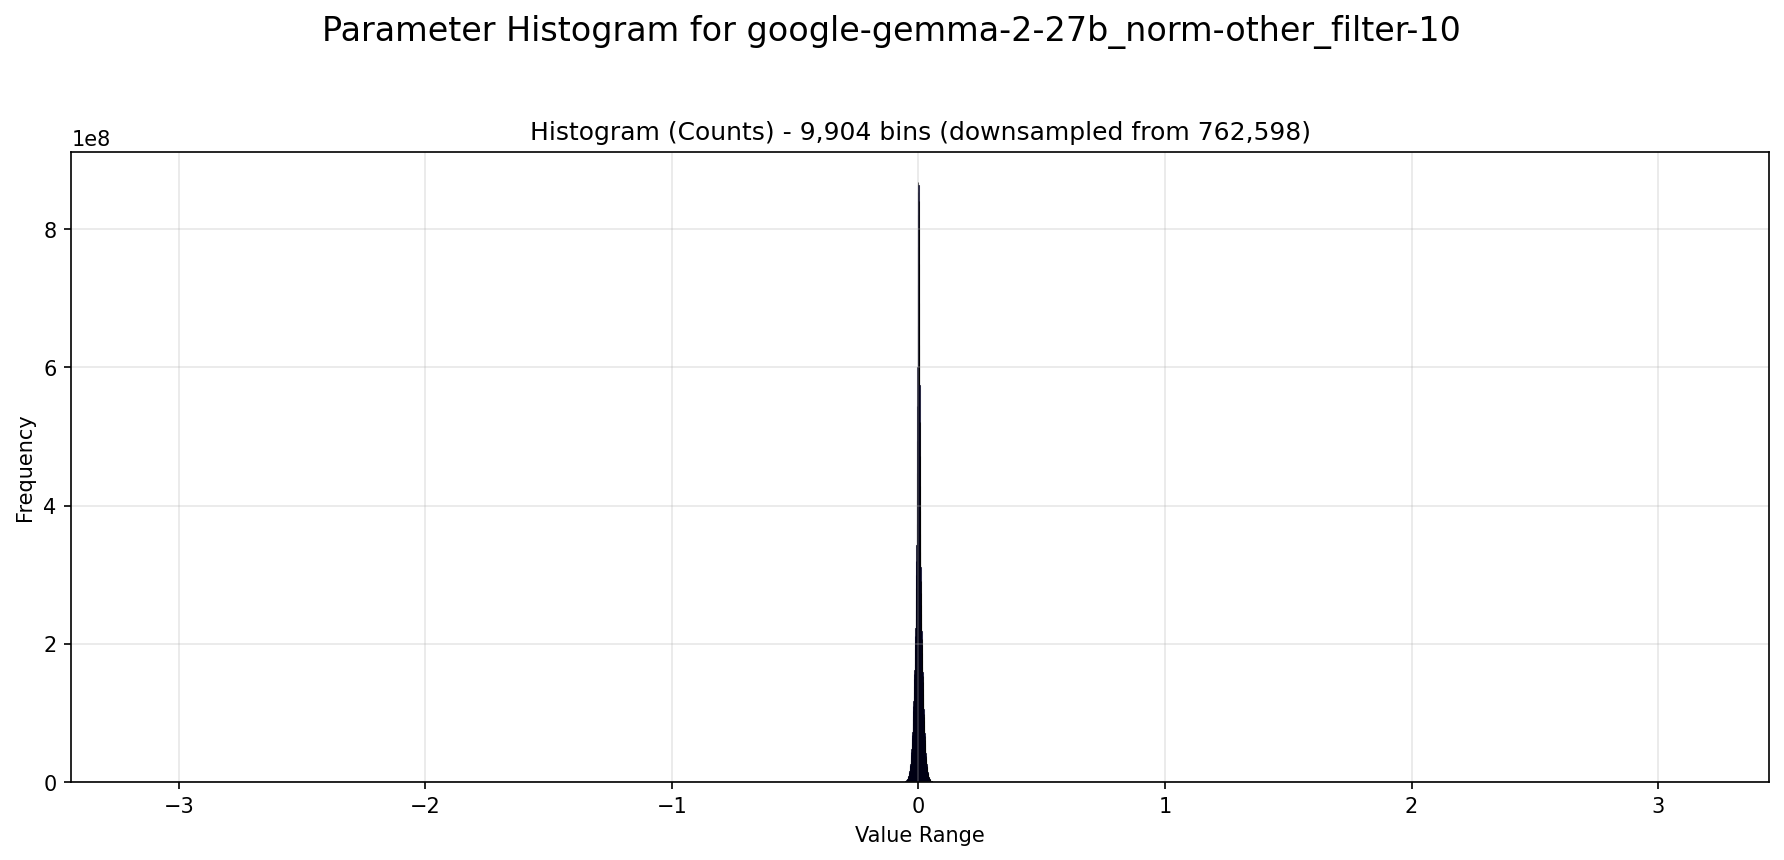 Parameter Histogram for google-gemma-2-27b_norm-other_filter-10
Histogram (Counts) - 9,904 bins (downsampled from 762,598)
1e8
8
6
4
2
0
Frequency
−3 −2 −1 0 1 2 3
Value Range